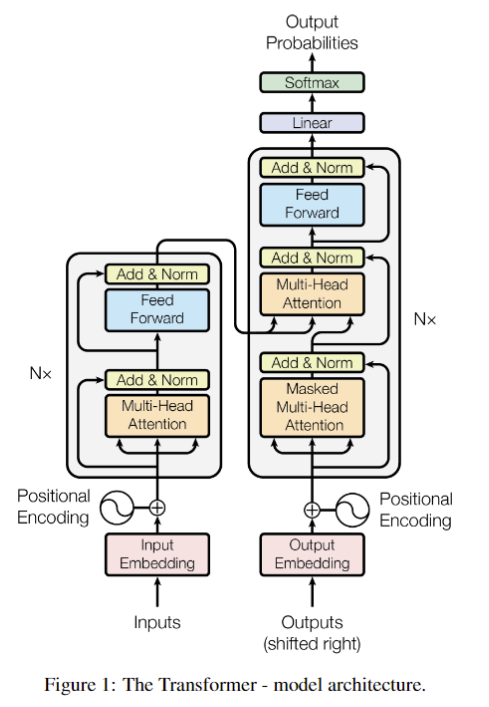 Output
Probabilities
Softmax
Linear
Add & Norm
Feed
Forward
Add & Norm
Multi-Head
Attention
Add & Norm
Masked
Multi-Head
Attention
N×
Add & Norm
Feed
Forward
Add & Norm
Multi-Head
Attention
N×
Positional
Encoding
Positional
Encoding
Input
Embedding
Output
Embedding
Inputs
Outputs
(shifted right)
Figure 1: The Transformer - model architecture.